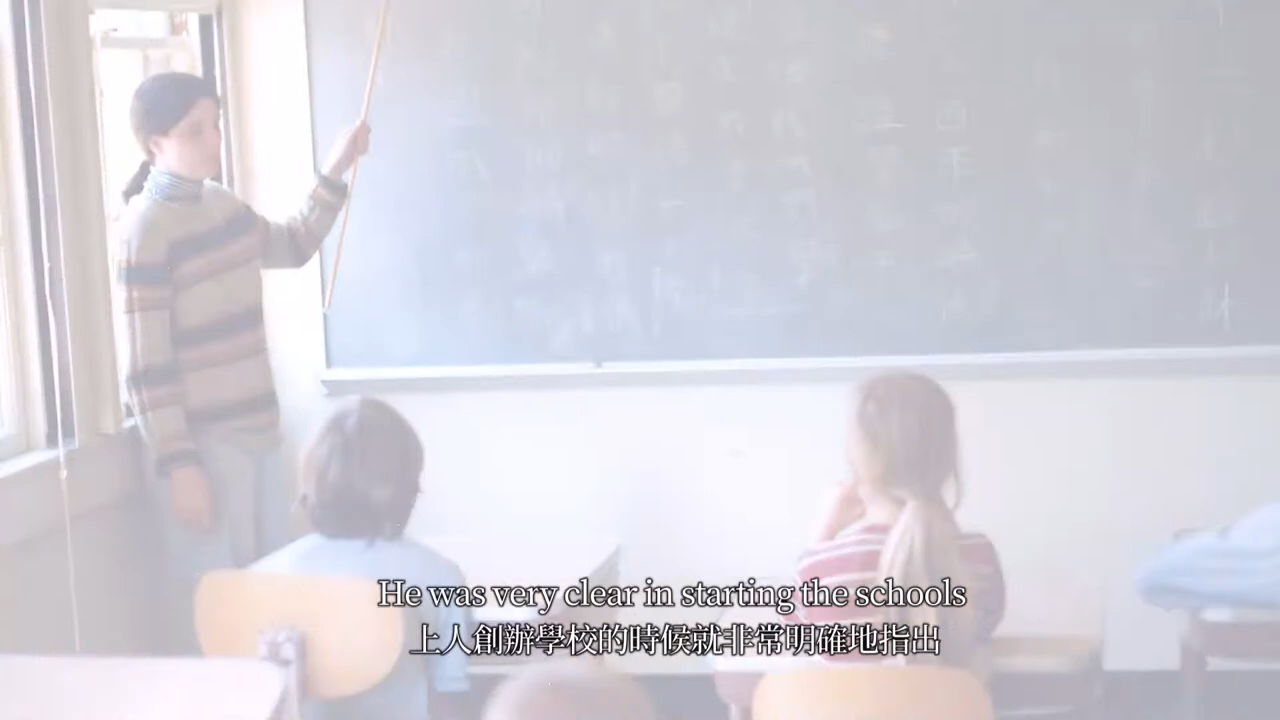 He was very clear in starting the schools
上人創辦學校的時候就非常明確地指出